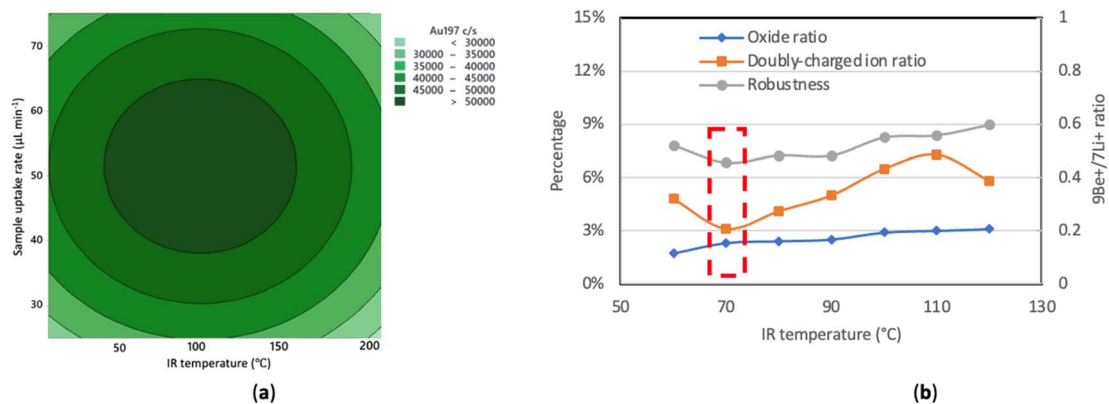 Au197 c/s
< 30000
30000 – 35000
35000 – 40000
40000 – 45000
45000 – 50000
> 50000
70
60
50
40
30
Sample uptake rate (µL min⁻¹)
50
100
150
200
IR temperature (°C)
(a)
15%
12%
9%
6%
3%
0%
Percentage
Oxide ratio
Doubly-charged ion ratio
Robustness
1
0.8
0.6
0.4
0.2
0
9Be+/7Li+ ratio
50
70
90
110
130
IR temperature (°C)
(b)